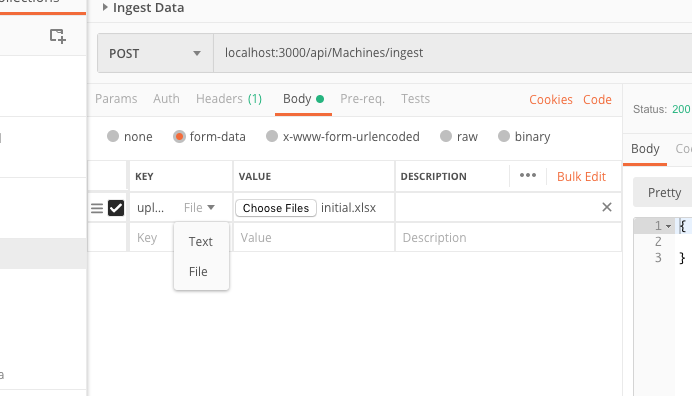 Ingest Data
POST localhost:3000/api/Machines/ingest
Params Auth Headers (1) Body Pre-req. Tests Cookies Code
Status: 200
none form-data x-www-form-urlencoded raw binary
Body
KEY VALUE DESCRIPTION ••• Bulk Edit
Pretty
upl... File Choose Files initial.xlsx
1 {
Key Value Description
2
Text
3 }
File